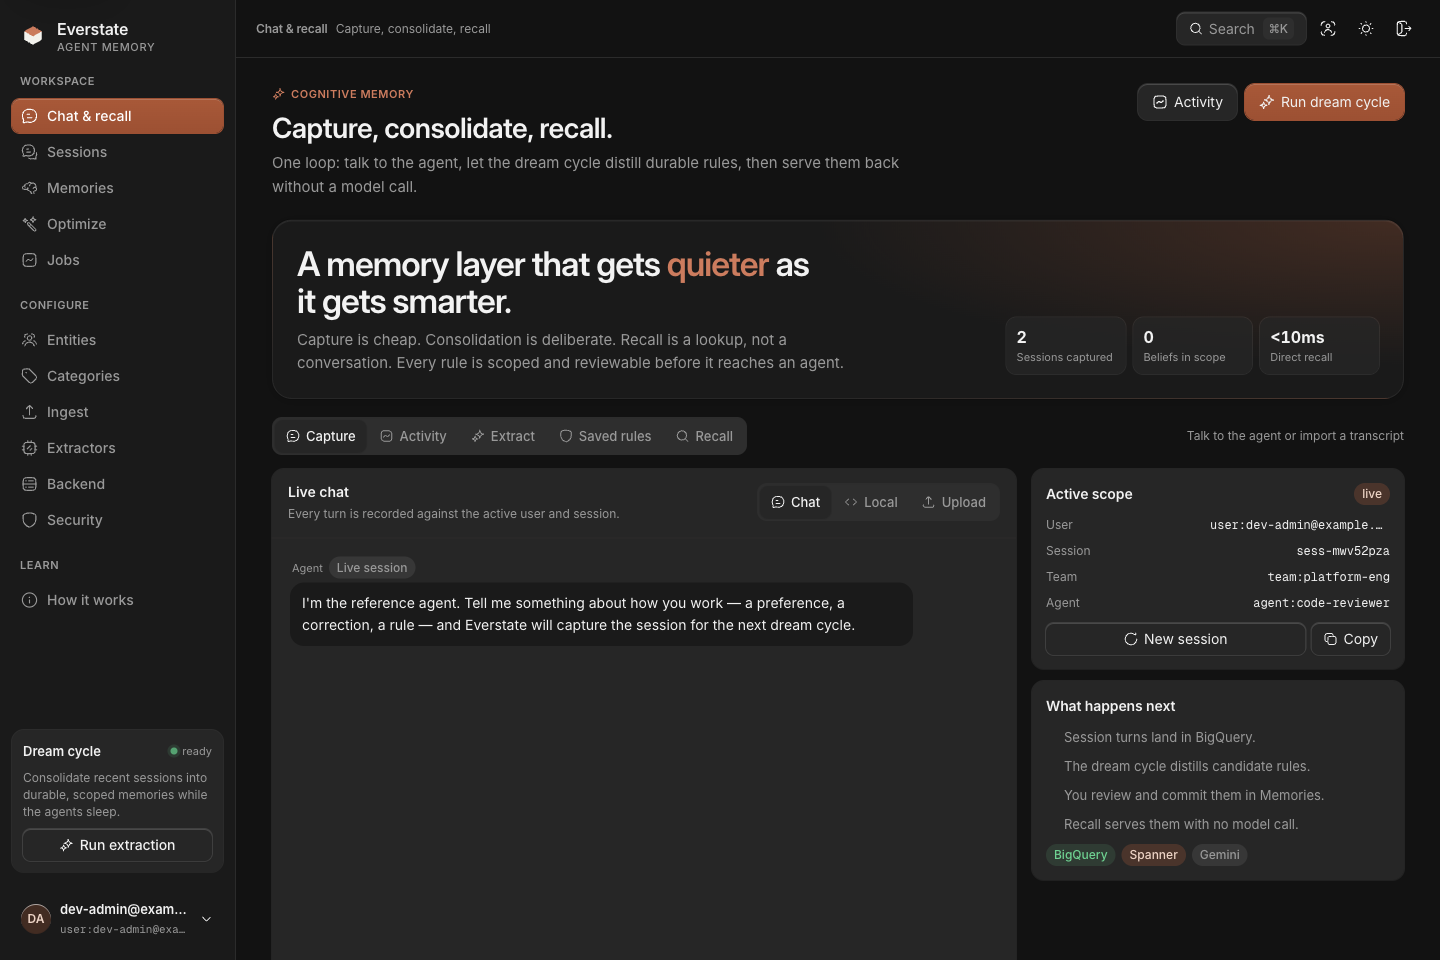 Everstate
AGENT MEMORY
WORKSPACE
Chat & recall
Sessions
Memories
Optimize
Jobs
CONFIGURE
Entities
Categories
Ingest
Extractors
Backend
Security
LEARN
How it works
Dream cycle
ready
Consolidate recent sessions into
durable, scoped memories while
the agents sleep.
Run extraction
DA
dev-admin@exam...
user:dev-admin@exa...
Chat & recall Capture, consolidate, recall
Search ⌘K
COGNITIVE MEMORY
Capture, consolidate, recall.
One loop: talk to the agent, let the dream cycle distill durable rules, then serve them back
without a model call.
Activity
Run dream cycle
A memory layer that gets quieter as
it gets smarter.
Capture is cheap. Consolidation is deliberate. Recall is a lookup, not a
conversation. Every rule is scoped and reviewable before it reaches an agent.
2
Sessions captured
0
Beliefs in scope
<10ms
Direct recall
Capture
Activity
Extract
Saved rules
Recall
Talk to the agent or import a transcript
Live chat
Every turn is recorded against the active user and session.
Chat
Local
Upload
Agent Live session
I'm the reference agent. Tell me something about how you work — a preference, a
correction, a rule — and Everstate will capture the session for the next dream cycle.
Active scope
live
User user:dev-admin@example.…
Session sess-mwv52pza
Team team:platform-eng
Agent agent:code-reviewer
New session
Copy
What happens next
Session turns land in BigQuery.
The dream cycle distills candidate rules.
You review and commit them in Memories.
Recall serves them with no model call.
BigQuery Spanner Gemini